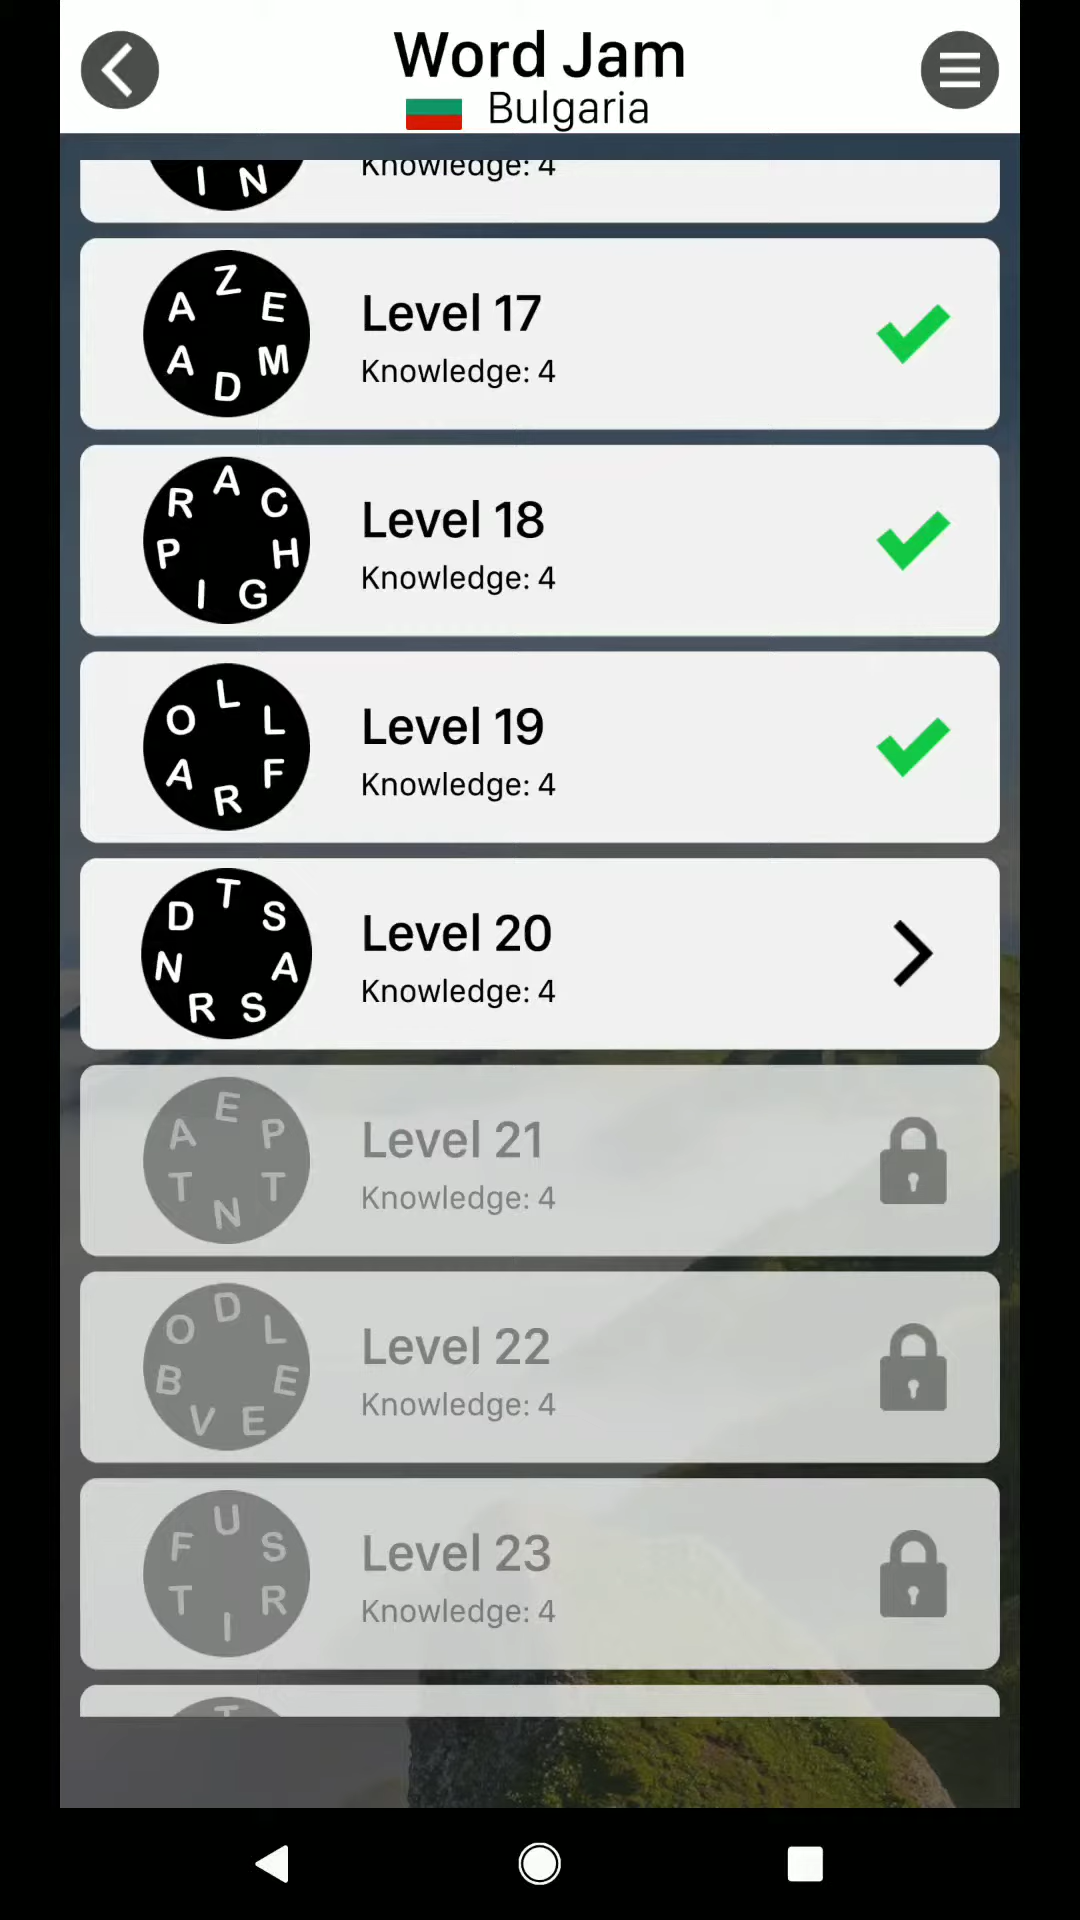 Word Jam
Bulgaria
I N
Knowledge: 4
A Z E M D A
Level 17
Knowledge: 4
R A C H G I P
Level 18
Knowledge: 4
O L L F R A
Level 19
Knowledge: 4
D T S A S R N
Level 20
Knowledge: 4
A E P T N T
Level 21
Knowledge: 4
O D L E E V B
Level 22
Knowledge: 4
F U S R I T
Level 23
Knowledge: 4
T